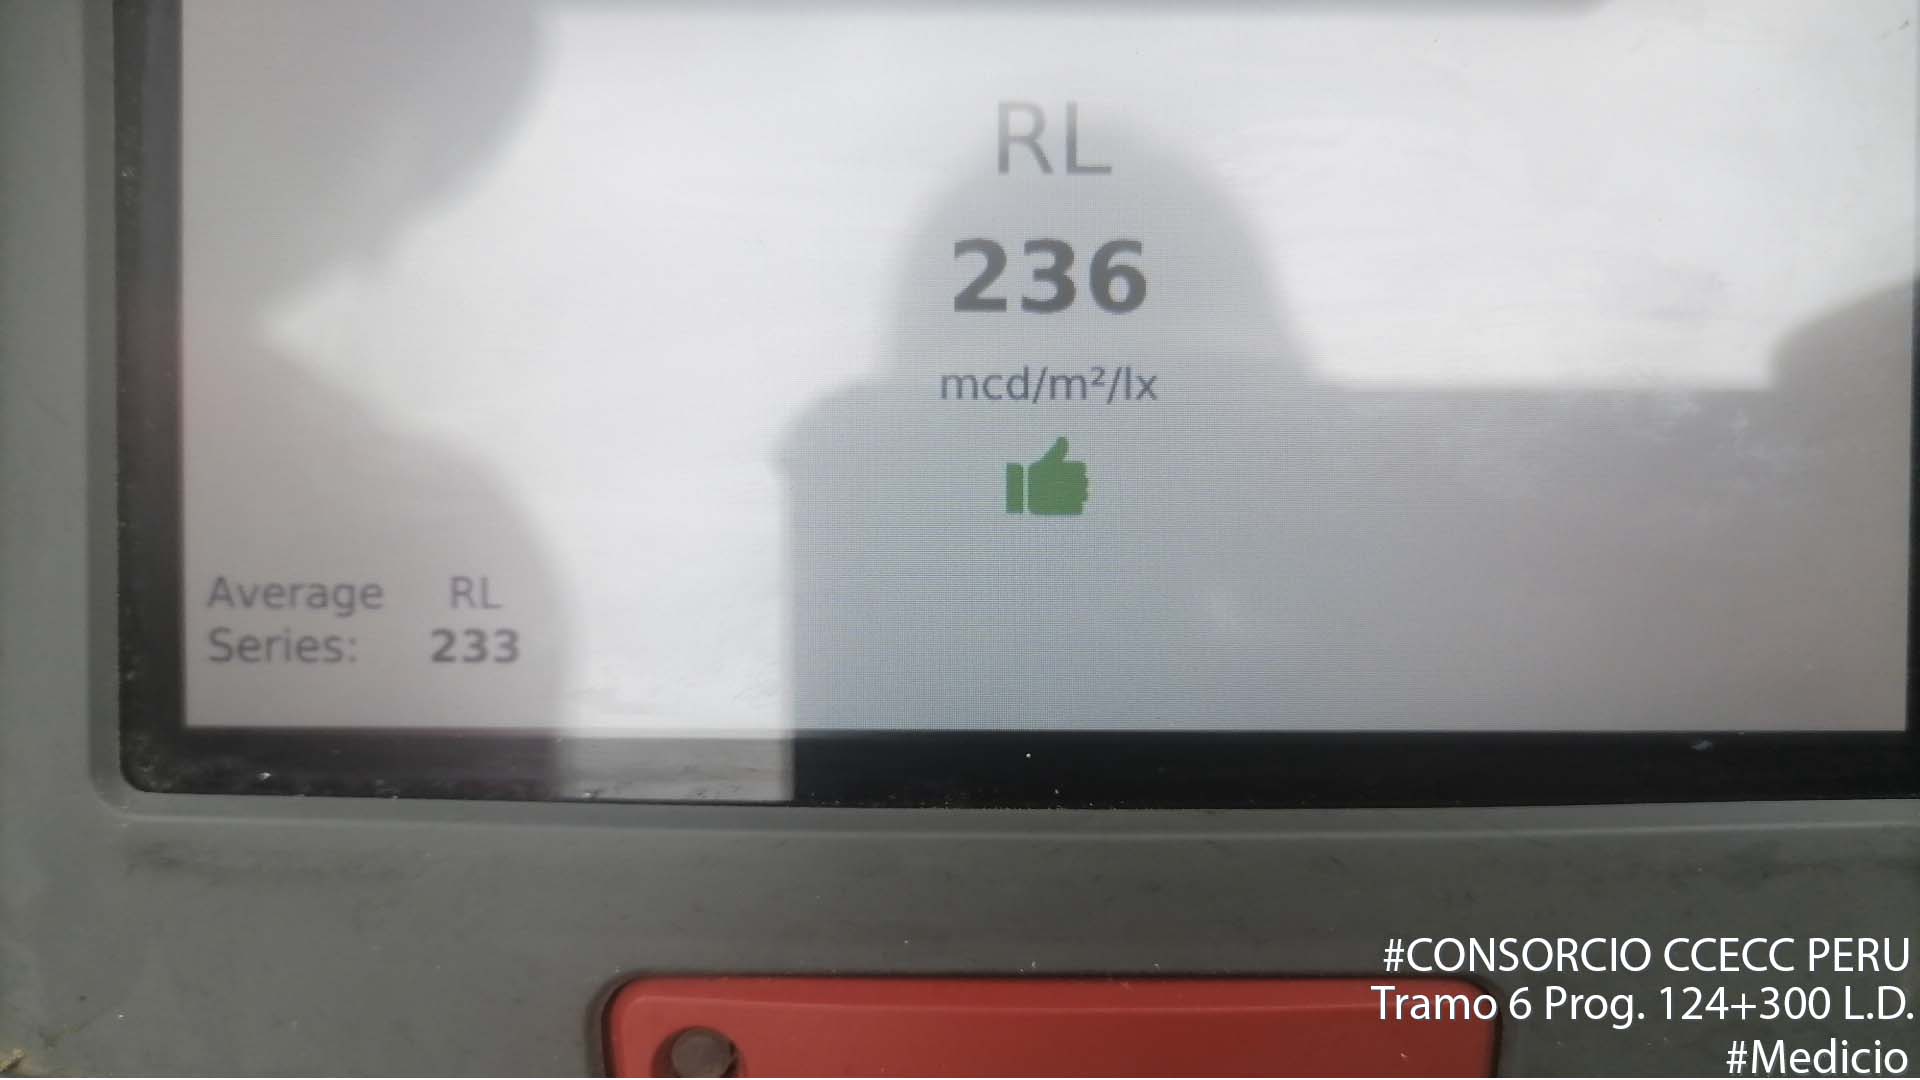 RL
236
mcd/m²/lx
Average RL
Series: 233
#CONSORCIO CCECC PERU
Tramo 6 Prog. 124+300 L.D.
#Medicio